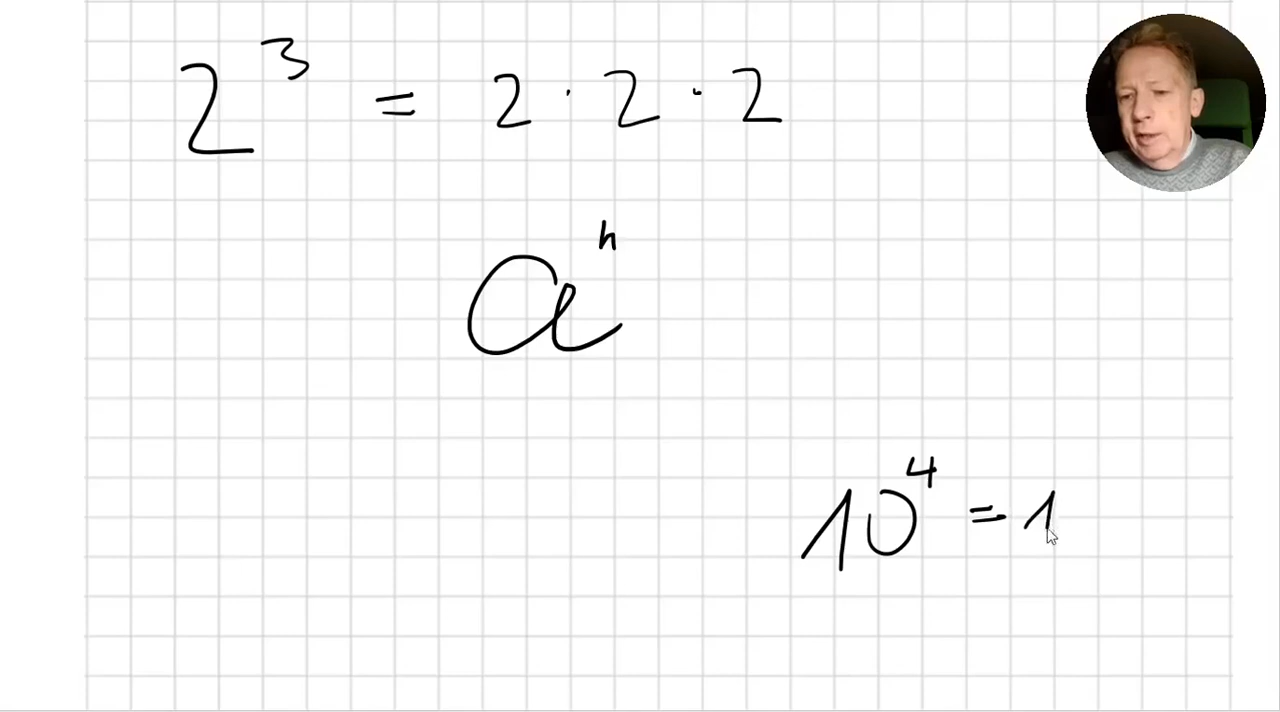 2³ = 2 · 2 · 2
aⁿ
10⁴ = 1